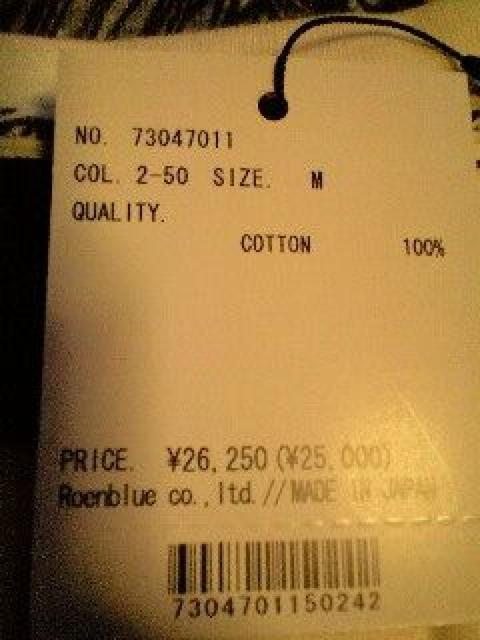 NO. 73047011
COL. 2-50 SIZE. M
QUALITY.
COTTON 100%
PRICE. ¥26,250(¥25,000)
Roenblue co.,ltd.//MADE IN JAPAN
7304701150242